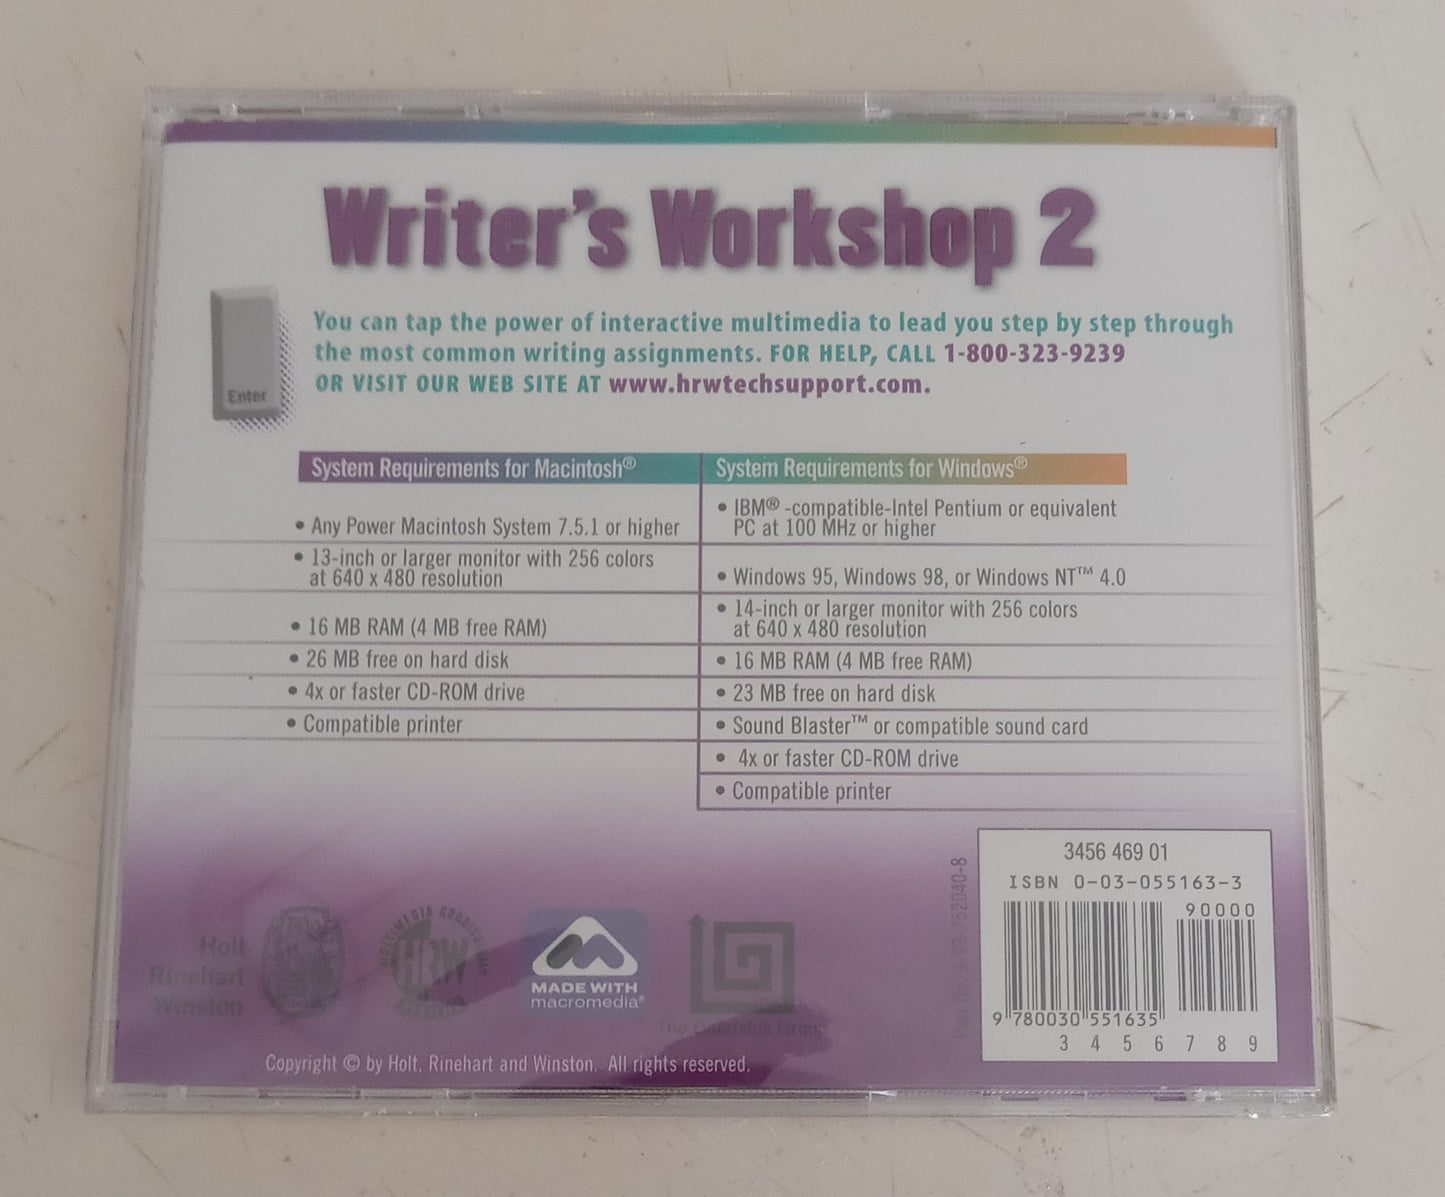 Writer's Workshop 2
You can tap the power of interactive multimedia to lead you step by step through
the most common writing assignments. FOR HELP, CALL 1-800-323-9239
OR VISIT OUR WEB SITE AT www.hrwtechsupport.com.
Enter
System Requirements for Macintosh®
• Any Power Macintosh System 7.5.1 or higher
• 13-inch or larger monitor with 256 colors
at 640 x 480 resolution
• 16 MB RAM (4 MB free RAM)
• 26 MB free on hard disk
• 4x or faster CD-ROM drive
• Compatible printer
System Requirements for Windows®
• IBM® -compatible-Intel Pentium or equivalent
PC at 100 MHz or higher
• Windows 95, Windows 98, or Windows NT™ 4.0
• 14-inch or larger monitor with 256 colors
at 640 x 480 resolution
• 16 MB RAM (4 MB free RAM)
• 23 MB free on hard disk
• Sound Blaster™ or compatible sound card
• 4x or faster CD-ROM drive
• Compatible printer
Holt
Rinehart
Winston
HRW
MADE WITH
macromedia®
The Daedalus Group
Copyright © by Holt, Rinehart and Winston. All rights reserved.
3456 469 01
ISBN 0-03-055163-3
90000
9 780030 551635
3 4 5 6 7 8 9